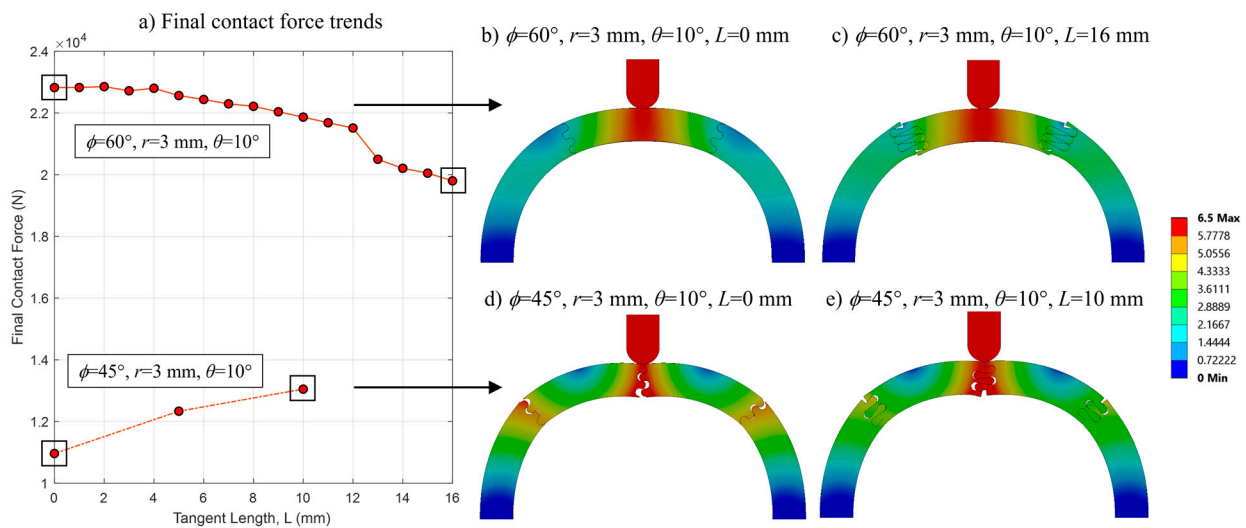 a) Final contact force trends
×10⁴
2.4
2.2
2
1.8
1.6
1.4
1.2
1
0
2
4
6
8
10
12
14
16
Final Contact Force (N)
Tangent Length, L (mm)
ϕ=60°, r=3 mm, θ=10°
ϕ=45°, r=3 mm, θ=10°
b) ϕ=60°, r=3 mm, θ=10°, L=0 mm
c) ϕ=60°, r=3 mm, θ=10°, L=16 mm
d) ϕ=45°, r=3 mm, θ=10°, L=0 mm
e) ϕ=45°, r=3 mm, θ=10°, L=10 mm
6.5 Max
5.7778
5.0556
4.3333
3.6111
2.8889
2.1667
1.4444
0.72222
0 Min